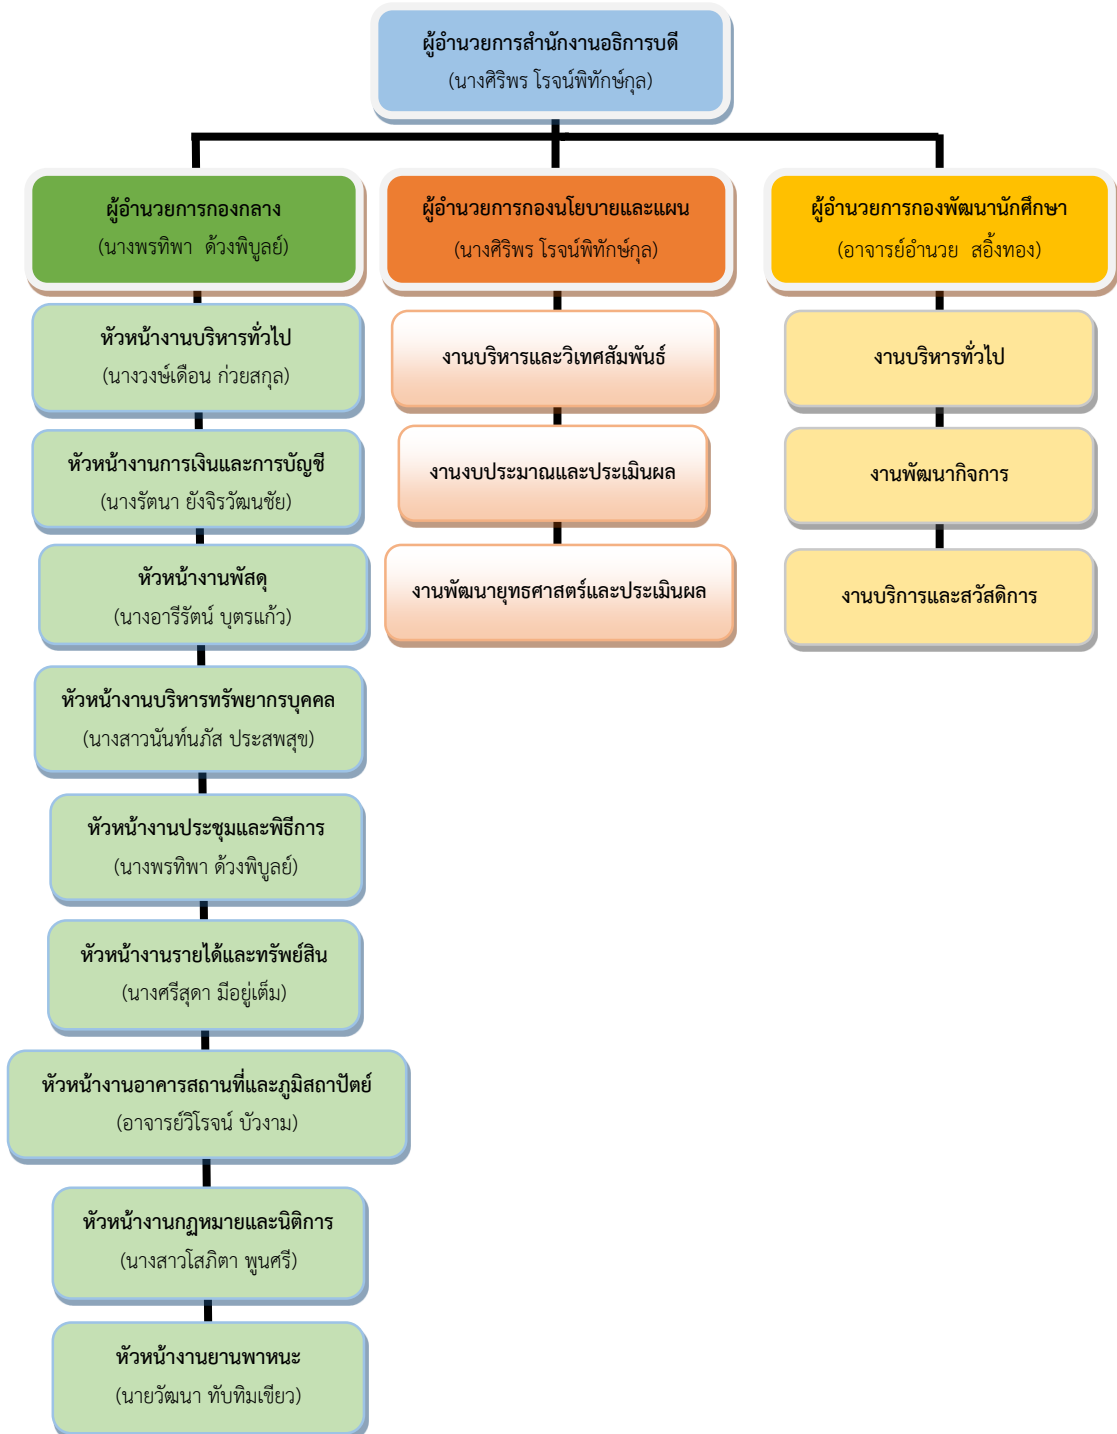 ผู้อำนวยการสำนักงานอธิการบดี
(นางศิริพร โรจน์พิทักษ์กุล)
ผู้อำนวยการกองกลาง
(นางพรทิพา ด้วงพิบูลย์)
หัวหน้างานบริหารทั่วไป
(นางวงษ์เดือน ก่วยสกุล)
หัวหน้างานการเงินและการบัญชี
(นางรัตนา ยังจิรวัฒนชัย)
หัวหน้างานพัสดุ
(นางอารีรัตน์ บุตรแก้ว)
หัวหน้างานบริหารทรัพยากรบุคคล
(นางสาวนันท์นภัส ประสพสุข)
หัวหน้างานประชุมและพิธีการ
(นางพรทิพา ด้วงพิบูลย์)
หัวหน้างานรายได้และทรัพย์สิน
(นางศรีสุดา มีอยู่เต็ม)
หัวหน้างานอาคารสถานที่และภูมิสถาปัตย์
(อาจารย์วิโรจน์ บัวงาม)
หัวหน้างานกฏหมายและนิติการ
(นางสาวโสภิตา พูนศรี)
หัวหน้างานยานพาหนะ
(นายวัฒนา ทับทิมเขียว)
ผู้อำนวยการกองนโยบายและแผน
(นางศิริพร โรจน์พิทักษ์กุล)
งานบริหารและวิเทศสัมพันธ์
งานงบประมาณและประเมินผล
งานพัฒนายุทธศาสตร์และประเมินผล
ผู้อำนวยการกองพัฒนานักศึกษา
(อาจารย์อำนวย สอิ้งทอง)
งานบริหารทั่วไป
งานพัฒนากิจการ
งานบริการและสวัสดิการ